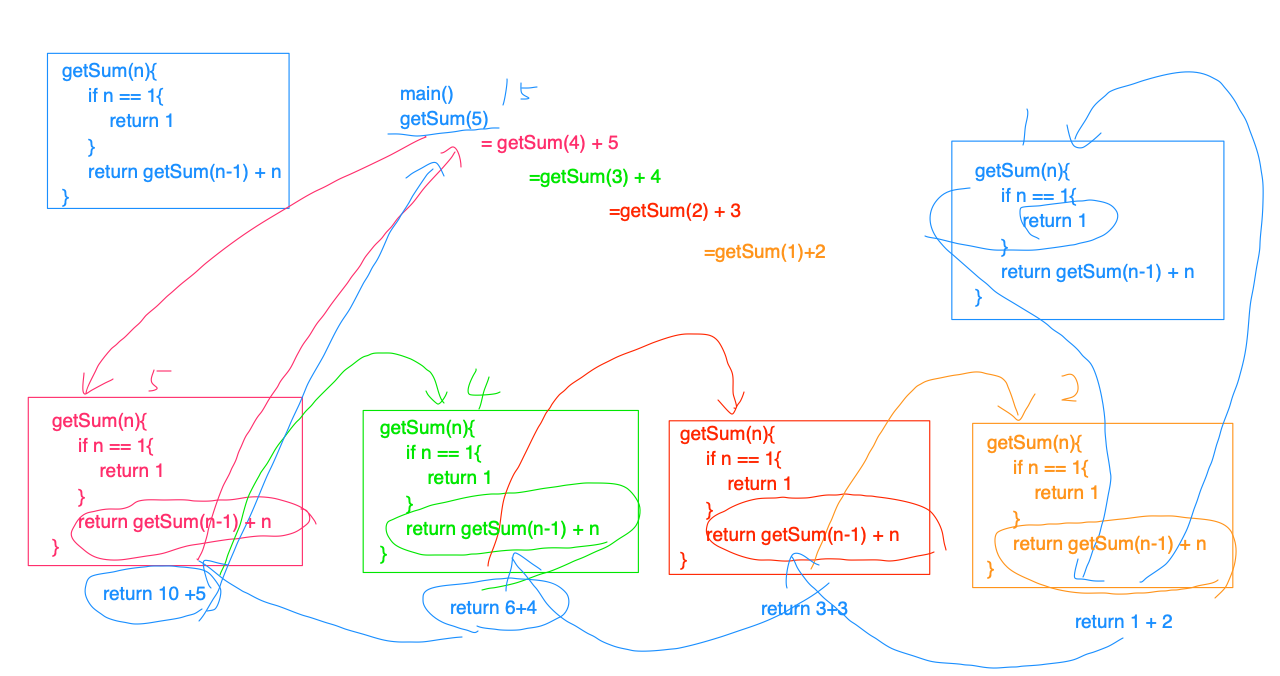 getSum(n){
if n == 1{
return 1
}
return getSum(n-1) + n
}
main()
15
getSum(5)
= getSum(4) + 5
=getSum(3) + 4
=getSum(2) + 3
=getSum(1)+2
1
getSum(n){
if n == 1{
return 1
}
return getSum(n-1) + n
}
5
getSum(n){
if n == 1{
return 1
}
return getSum(n-1) + n
}
return 10 +5
4
getSum(n){
if n == 1{
return 1
}
return getSum(n-1) + n
}
return 6+4
getSum(n){
if n == 1{
return 1
}
return getSum(n-1) + n
}
return 3+3
2
getSum(n){
if n == 1{
return 1
}
return getSum(n-1) + n
}
return 1 + 2